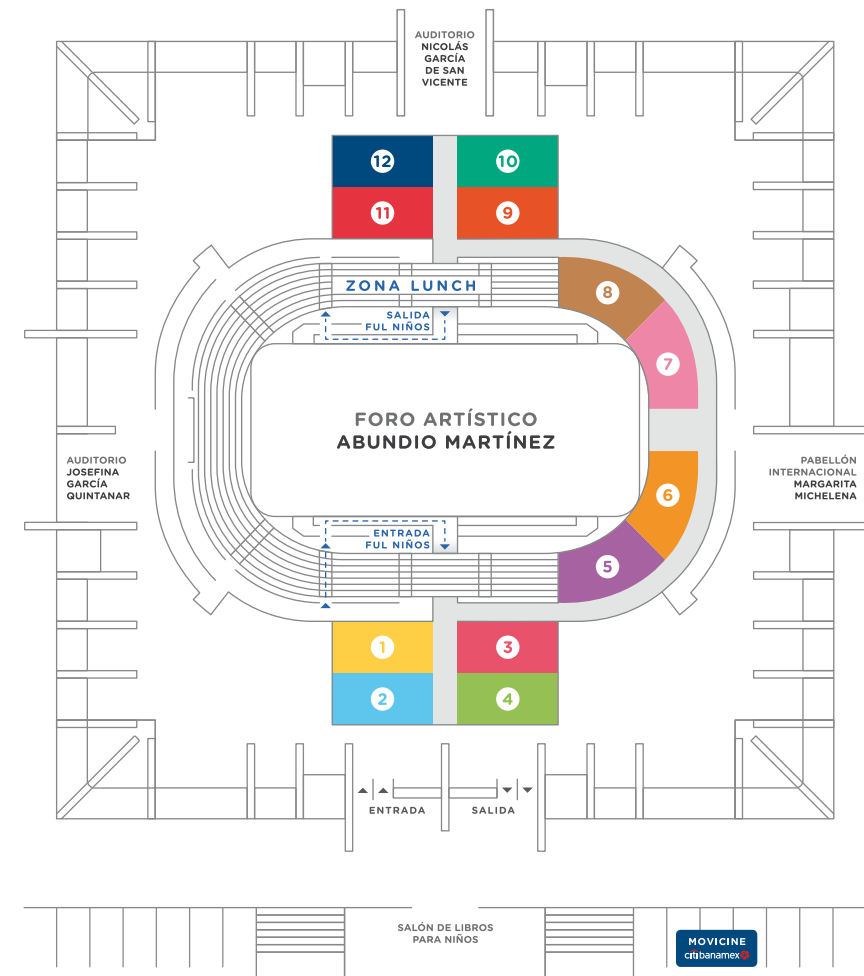 AUDITORIO
NICOLÁS
GARCÍA
DE SAN
VICENTE
12
10
11
9
ZONA LUNCH
8
SALIDA
FUL NIÑOS
7
FORO ARTÍSTICO
ABUNDIO MARTÍNEZ
AUDITORIO
JOSEFINA
GARCÍA
QUINTANAR
PABELLÓN
INTERNACIONAL
MARGARITA
MICHELENA
6
ENTRADA
FUL NIÑOS
5
1
3
2
4
ENTRADA
SALIDA
SALÓN DE LIBROS
PARA NIÑOS
MOVICINE
citibanamex